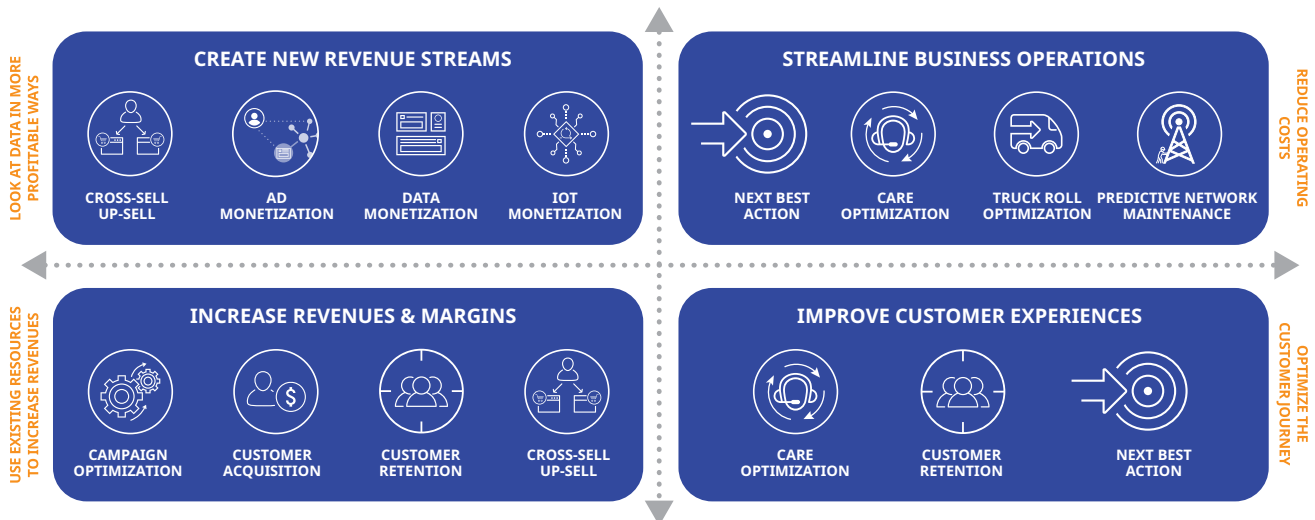 LOOK AT DATA IN MORE
PROFITABLE WAYS
CREATE NEW REVENUE STREAMS
CROSS-SELL
UP-SELL
AD
MONETIZATION
DATA
MONETIZATION
IOT
MONETIZATION
STREAMLINE BUSINESS OPERATIONS
NEXT BEST
ACTION
CARE
OPTIMIZATION
TRUCK ROLL
OPTIMIZATION
PREDICTIVE NETWORK
MAINTENANCE
REDUCE OPERATING
COSTS
USE EXISTING RESOURCES
TO INCREASE REVENUES
INCREASE REVENUES & MARGINS
CAMPAIGN
OPTIMIZATION
$
CUSTOMER
ACQUISITION
CUSTOMER
RETENTION
CROSS-SELL
UP-SELL
IMPROVE CUSTOMER EXPERIENCES
CARE
OPTIMIZATION
CUSTOMER
RETENTION
NEXT BEST
ACTION
OPTIMIZE THE
CUSTOMER JOURNEY